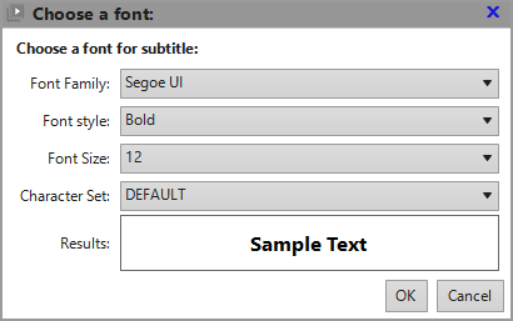 Choose a font:
Choose a font for subtitle:
Font Family: Segoe UI
Font style: Bold
Font Size: 12
Character Set: DEFAULT
Results: Sample Text
OK Cancel